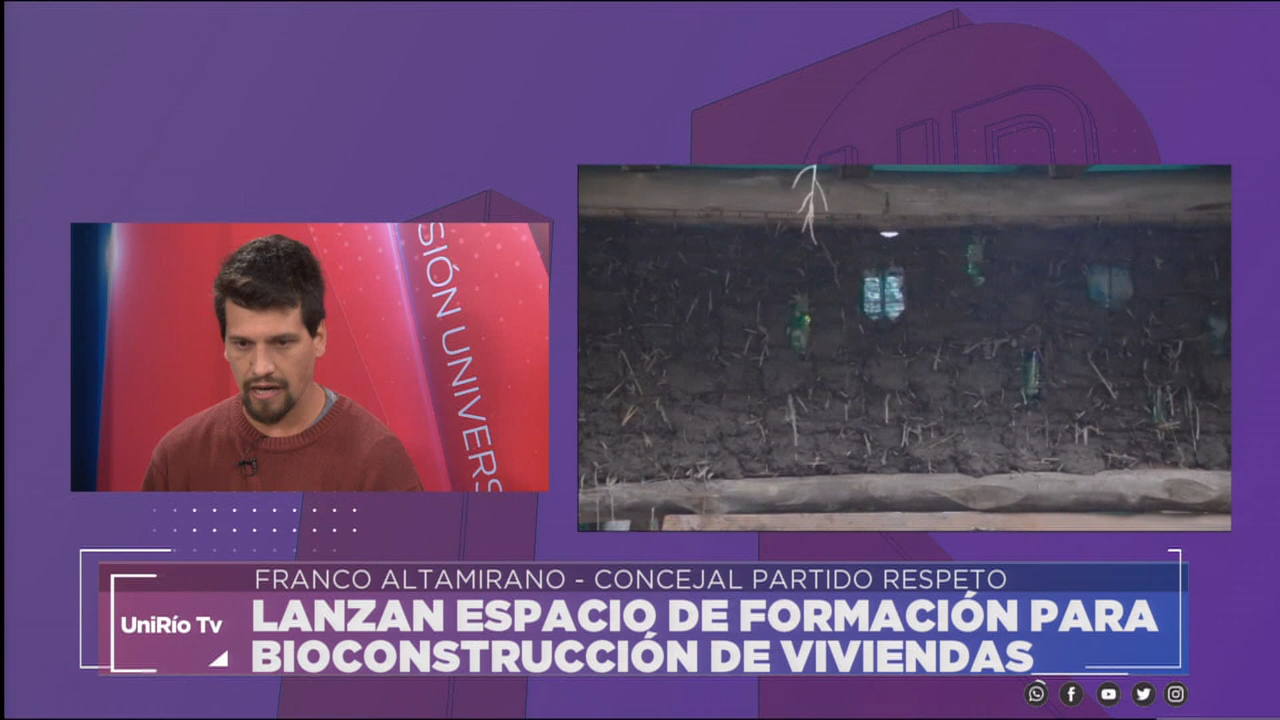 SIÓN UNIVERS
FRANCO ALTAMIRANO - CONCEJAL PARTIDO RESPETO
UniRío Tv
LANZAN ESPACIO DE FORMACIÓN PARA
BIOCONSTRUCCIÓN DE VIVIENDAS